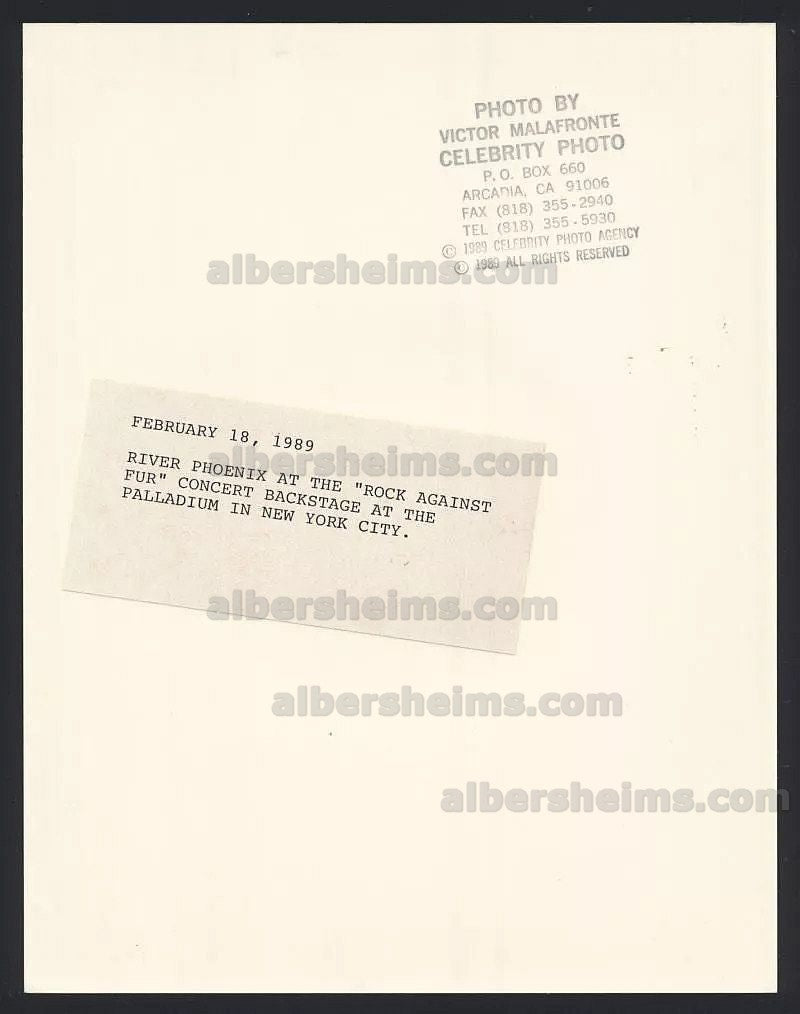 PHOTO BY
VICTOR MALAFRONTE
CELEBRITY PHOTO
P.O. BOX 660
ARCADIA, CA 91006
FAX (818) 355-2940
TEL (818) 355-5930
© 1989 CELEBRITY PHOTO AGENCY
© 1989 ALL RIGHTS RESERVED
albersheims.com
FEBRUARY 18, 1989
albersheims.com
RIVER PHOENIX AT THE "ROCK AGAINST
FUR" CONCERT BACKSTAGE AT THE
PALLADIUM IN NEW YORK CITY.
albersheims.com
albersheims.com
albersheims.com